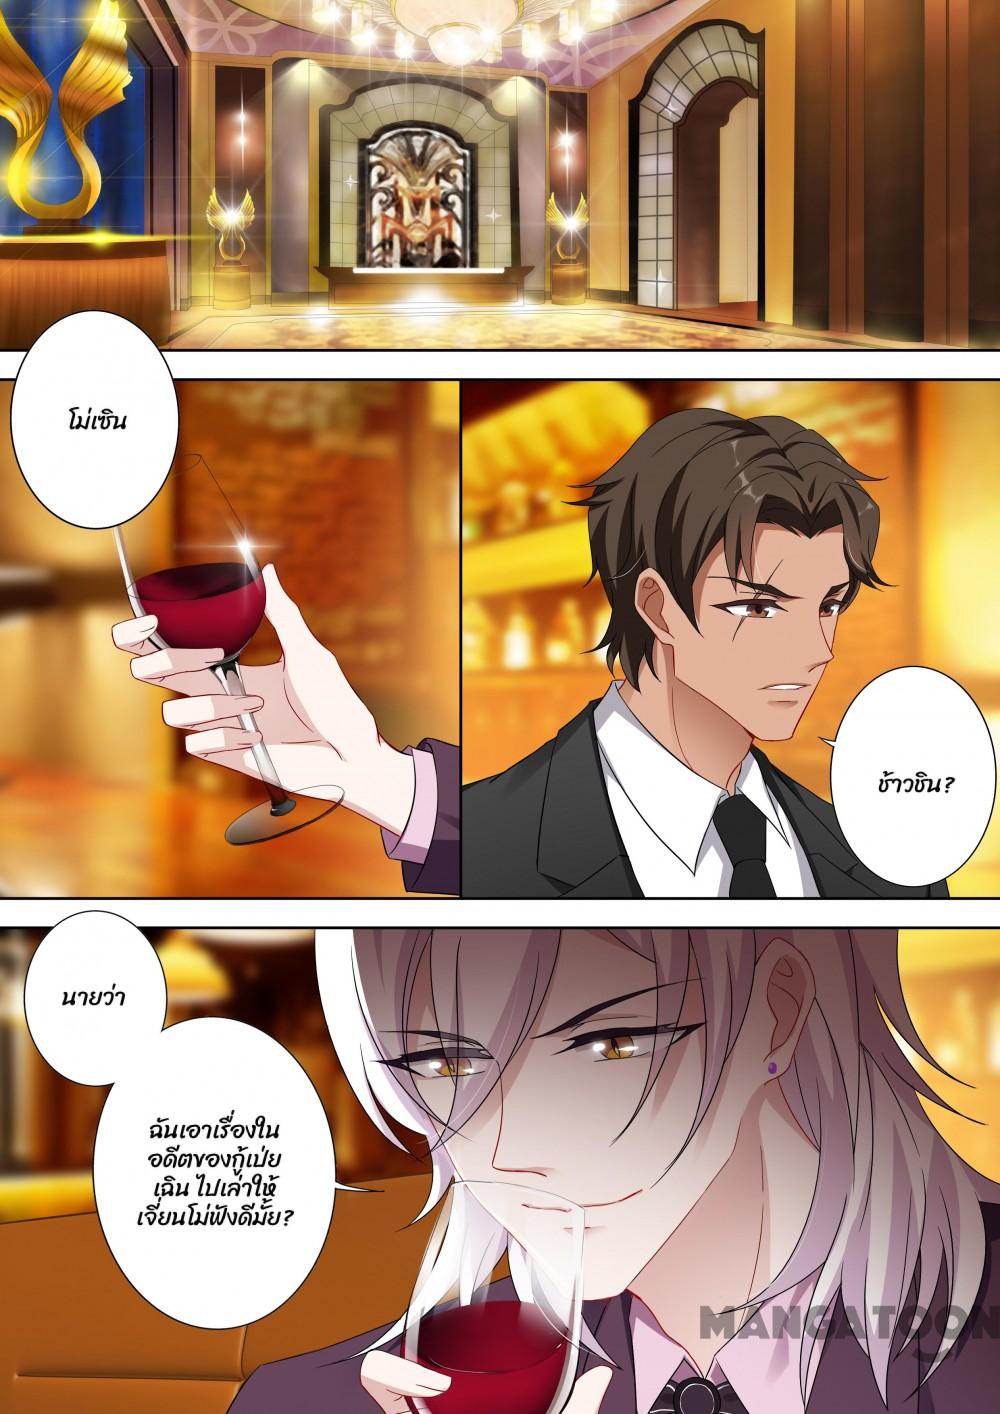 โม่เซิน
ช้าวชิน?
นายว่า
ฉันเอาเรื่องใน
อดีตของกู้เป่ย
เฉิน ไปเล่าให้
เจี่ยนโม่ฟังดีมั้ย?
MANGATOON